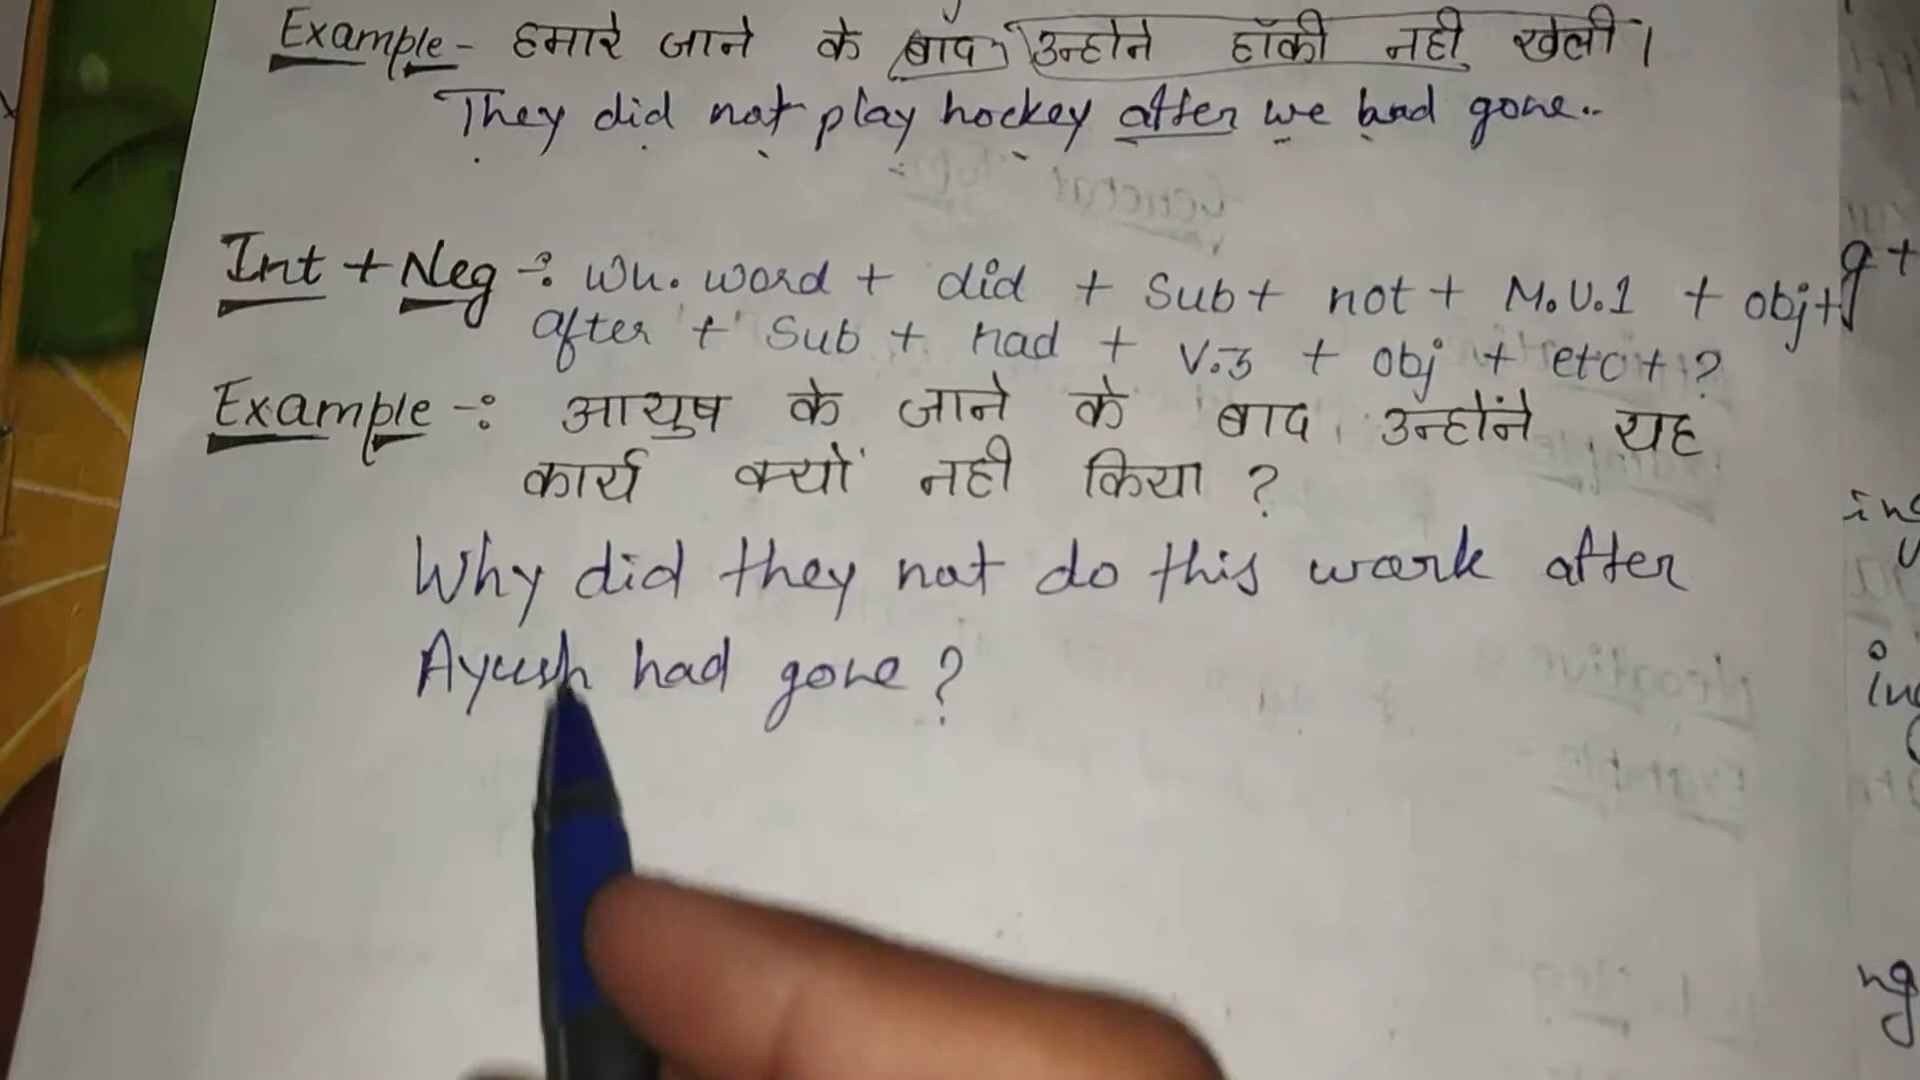 Example - हमारे जाने के बाद उन्होने हॉकी नही खेली।
They did not play hockey after we had gone..
Int + Neg -: Wh. word + did + Sub + not + M.V.1 + obj +
after + Sub + had + V.3 + obj + etc + ?
Example -: आयुष के जाने के बाद उन्होंने यह
कार्य क्यों नही किया ?
Why did they not do this work after
Ayush had gone ?